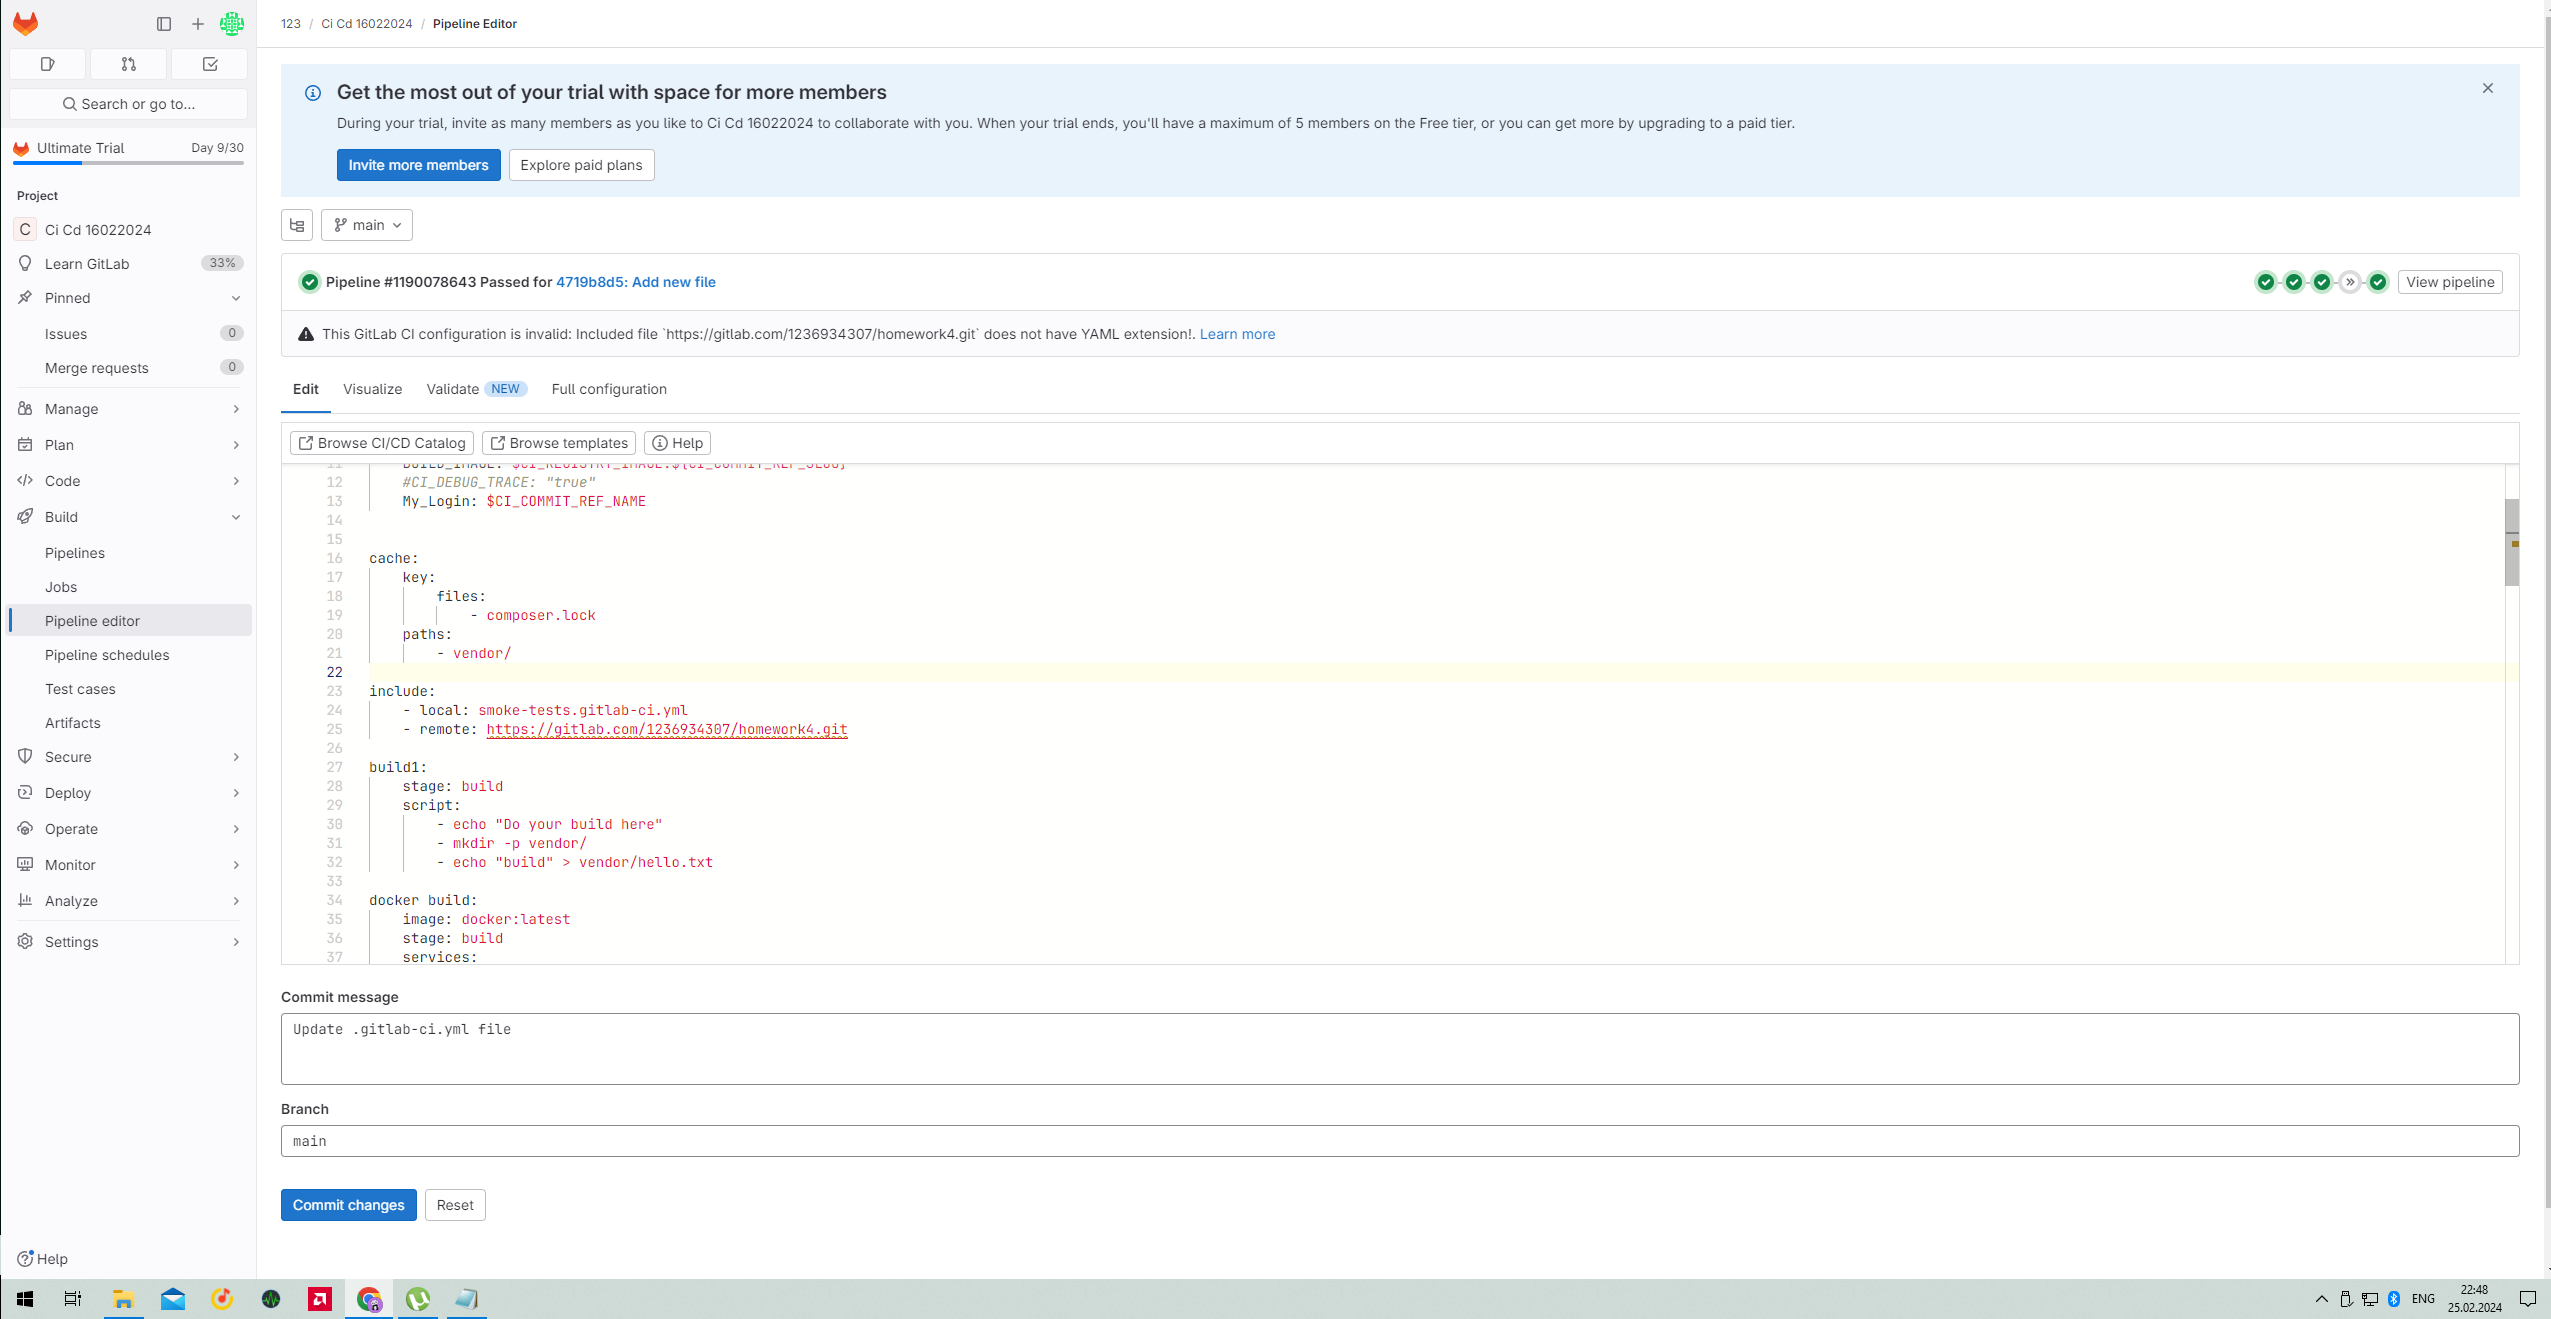 123 / Ci Cd 16022024 / Pipeline Editor
Search or go to...
Ultimate Trial Day 9/30
Project
C Ci Cd 16022024
Learn GitLab 33%
Pinned
Issues 0
Merge requests 0
Manage
Plan
Code
Build
Pipelines
Jobs
Pipeline editor
Pipeline schedules
Test cases
Artifacts
Secure
Deploy
Operate
Monitor
Analyze
Settings
Help
Get the most out of your trial with space for more members
During your trial, invite as many members as you like to Ci Cd 16022024 to collaborate with you. When your trial ends, you'll have a maximum of 5 members on the Free tier, or you can get more by upgrading to a paid tier.
Invite more members Explore paid plans
main
Pipeline #1190078643 Passed for 4719b8d5: Add new file View pipeline
This GitLab CI configuration is invalid: Included file `https://gitlab.com/1236934307/homework4.git` does not have YAML extension!. Learn more
Edit Visualize Validate NEW Full configuration
Browse CI/CD Catalog Browse templates Help
11 BUILD_IMAGE: $CI_REGISTRY_IMAGE:${CI_COMMIT_REF_SLUG}
12 #CI_DEBUG_TRACE: "true"
13 My_Login: $CI_COMMIT_REF_NAME
14
15
16 cache:
17 key:
18 files:
19 - composer.lock
20 paths:
21 - vendor/
22
23 include:
24 - local: smoke-tests.gitlab-ci.yml
25 - remote: https://gitlab.com/1236934307/homework4.git
26
27 build1:
28 stage: build
29 script:
30 - echo "Do your build here"
31 - mkdir -p vendor/
32 - echo "build" > vendor/hello.txt
33
34 docker build:
35 image: docker:latest
36 stage: build
37 services:
Commit message
Update .gitlab-ci.yml file
Branch
main
Commit changes Reset
ENG 22:48
25.02.2024